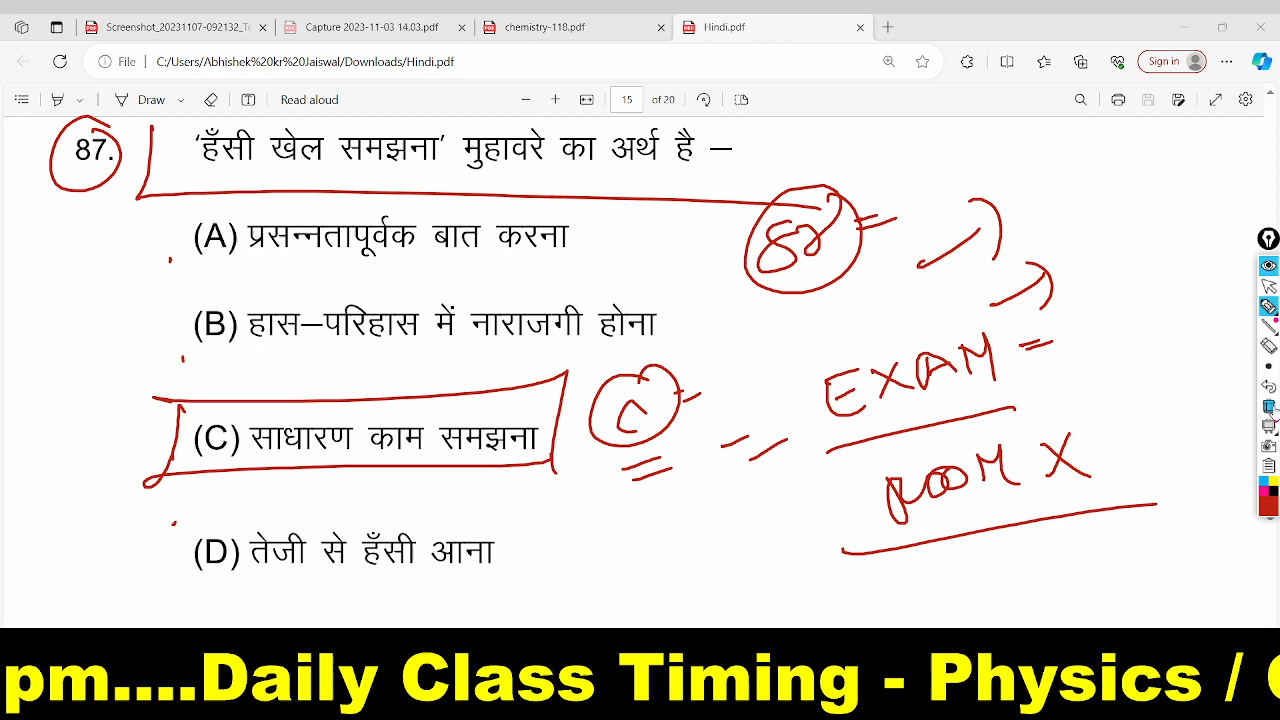 Screenshot_20231107-092132_Te
Capture 2023-11-03 14.03.pdf
chemistry-118.pdf
Hindi.pdf
File
C:/Users/Abhishek%20kr%20Jaiswal/Downloads/Hindi.pdf
Sign in
Draw
Read aloud
15
of 20
87. 'हँसी खेल समझना' मुहावरे का अर्थ है –
(A) प्रसन्नतापूर्वक बात करना
(B) हास–परिहास में नाराजगी होना
(C) साधारण काम समझना
(D) तेजी से हँसी आना
EXAM =
ROOM X
pm....Daily Class Timing - Physics /